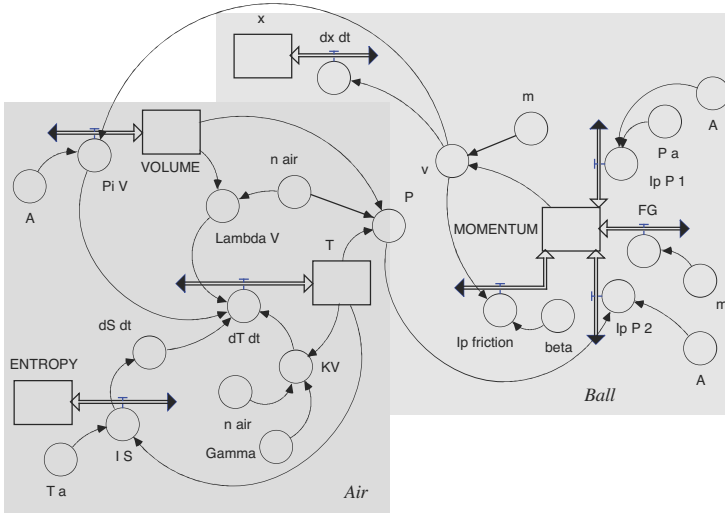 x
dx dt
m
A
P a
v
Ip P 1
VOLUME
n air
P
Pi V
A
Lambda V
T
MOMENTUM
FG
m
dS dt
dT dt
Ip friction
beta
Ip P 2
A
ENTROPY
KV
n air
Gamma
I S
T a
Ball
Air